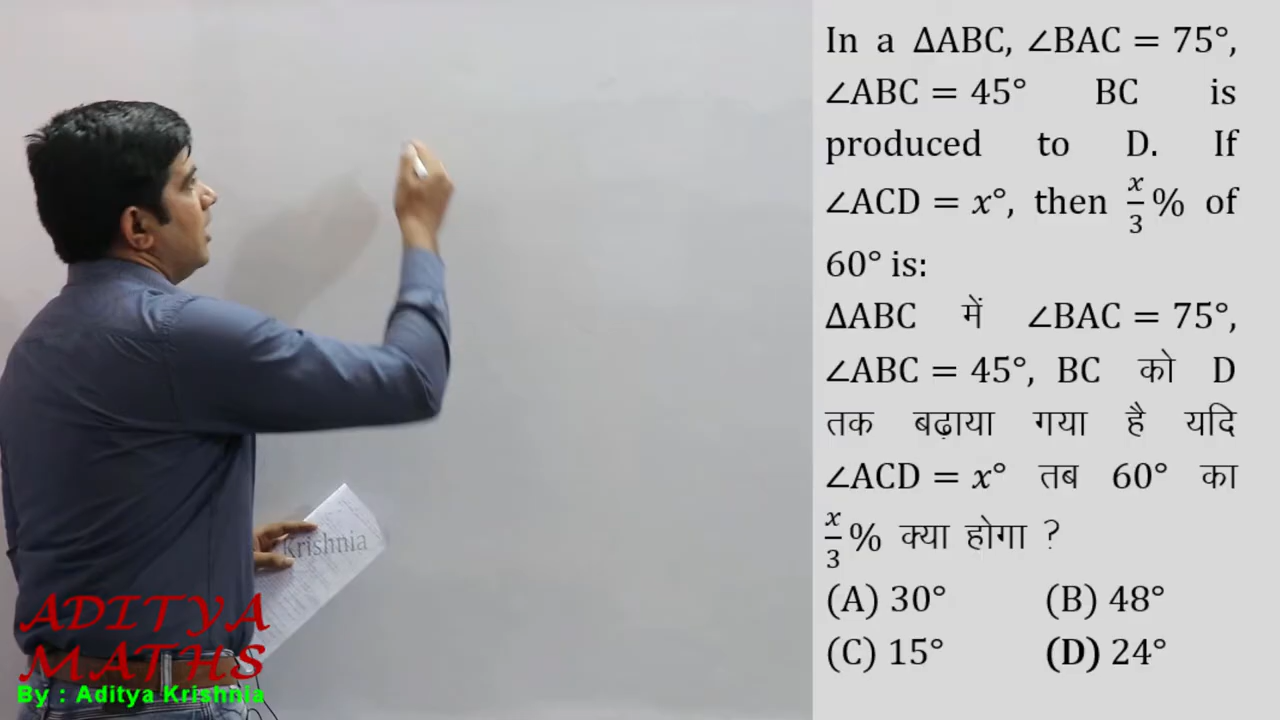 In a ΔABC, ∠BAC = 75°,
∠ABC = 45° BC is
produced to D. If
∠ACD = x°, then x/3 % of
60° is:
ΔABC में ∠BAC = 75°,
∠ABC = 45°, BC को D
तक बढ़ाया गया है यदि
∠ACD = x° तब 60° का
x/3 % क्या होगा ?
(A) 30° (B) 48°
(C) 15° (D) 24°
Krishnia
ADITYA
MATHS
By : Aditya Krishnia